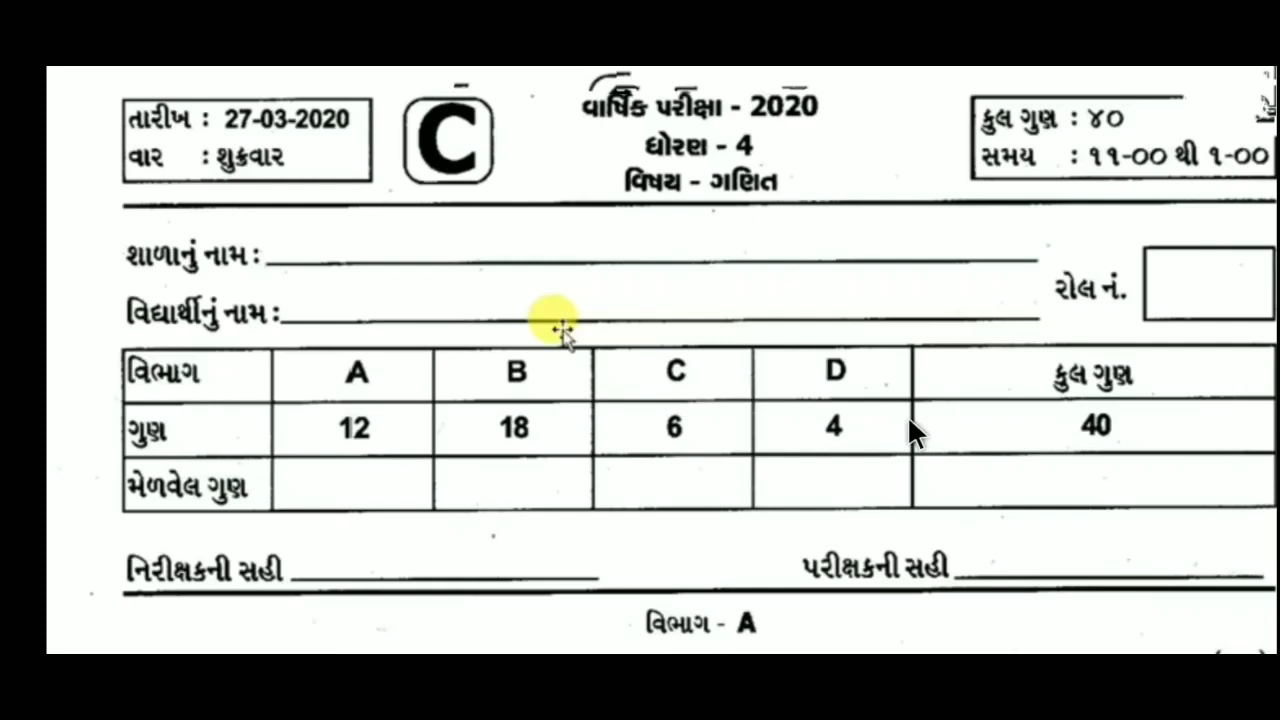 તારીખ : 27-03-2020
વાર : શુક્રવાર
C
વાર્ષિક પરીક્ષા - 2020
ધોરણ - 4
વિષય - ગણિત
કુલ ગુણ : ૪૦
સમય : ૧૧-૦૦ થી ૧-૦૦
શાળાનું નામ :
વિદ્યાર્થીનું નામ :
રોલ નં.
વિભાગ A B C D કુલ ગુણ
ગુણ 12 18 6 4 40
મેળવેલ ગુણ
નિરીક્ષકની સહી
પરીક્ષકની સહી
વિભાગ - A